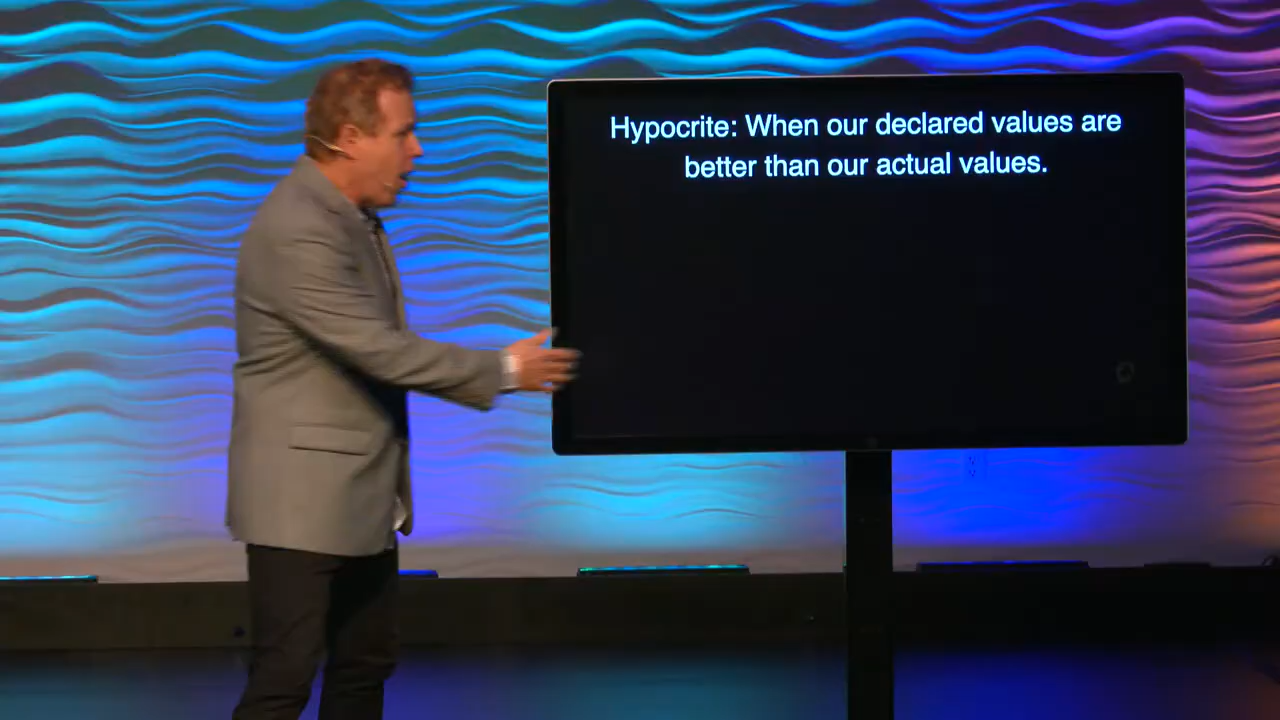 Hypocrite: When our declared values are
better than our actual values.